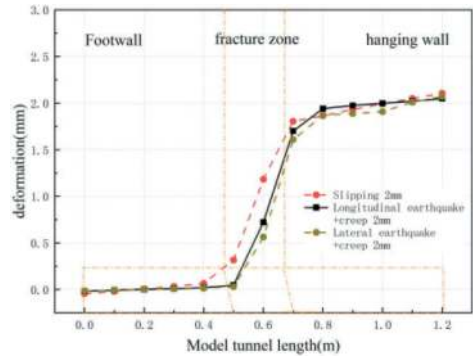 3.0
2.5
2.0
1.5
1.0
0.5
0.0
deformation(mm)
Footwall
fracture zone
hanging wall
Slipping 2mm
Longitudinal earthquake
+creep 2mm
Lateral earthquake
+creep 2mm
0.0 0.2 0.4 0.6 0.8 1.0 1.2
Model tunnel length(m)